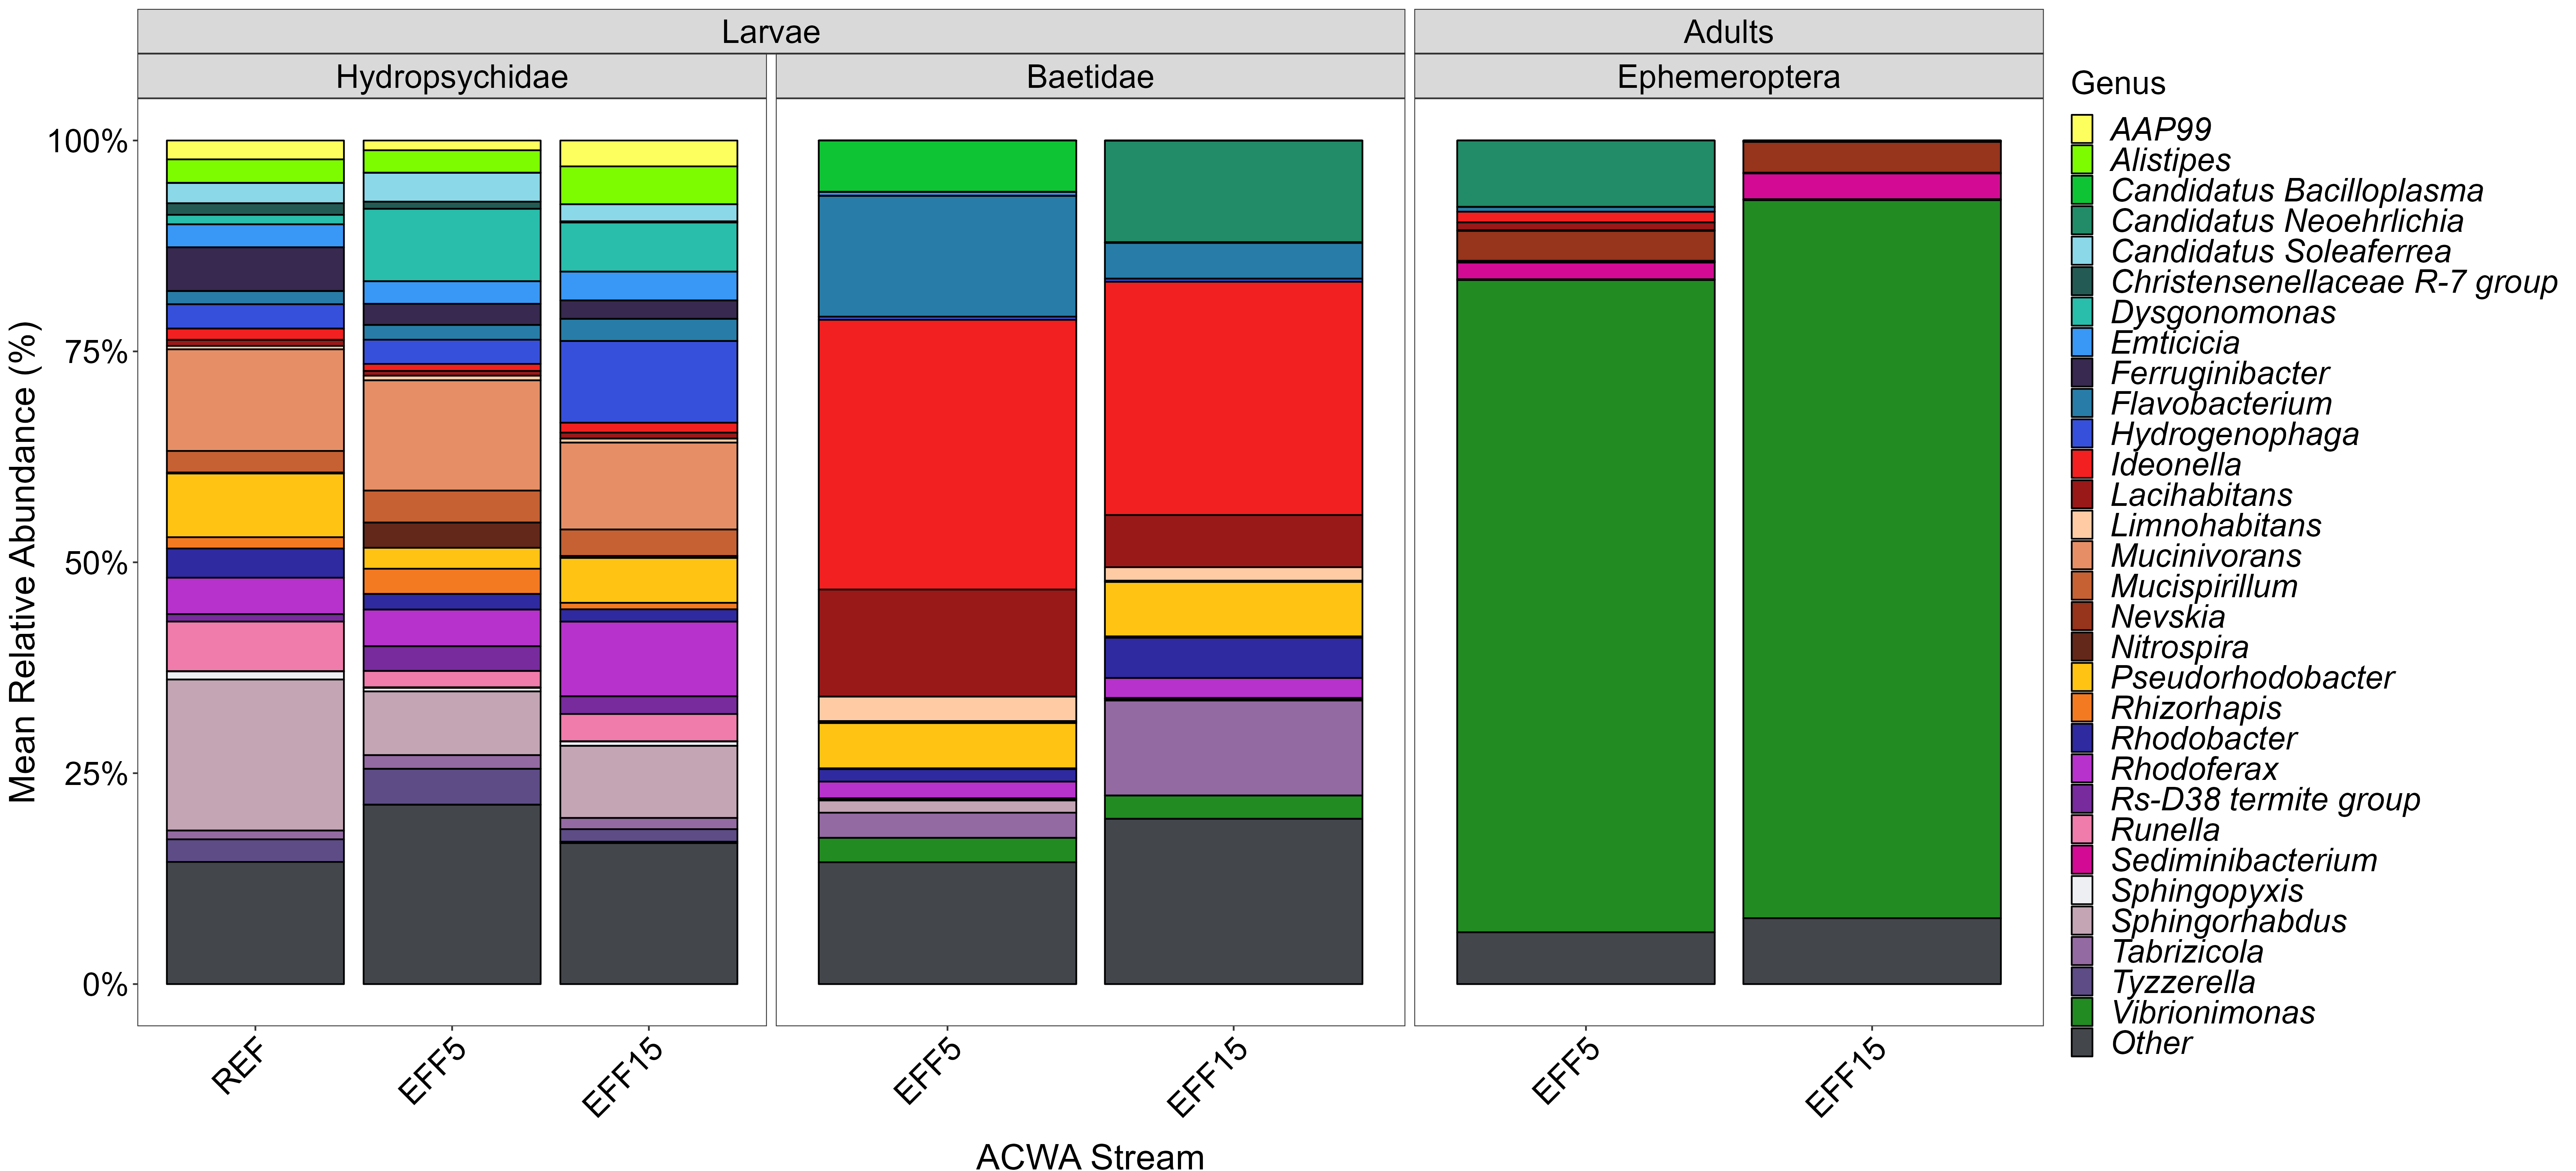 Larvae
Adults
Hydropsychidae
Baetidae
Ephemeroptera
Mean Relative Abundance (%)
100%
75%
50%
25%
0%
REF
EFF5
EFF15
EFF5
EFF15
EFF5
EFF15
ACWA Stream
Genus
AAP99
Alistipes
Candidatus Bacilloplasma
Candidatus Neoehrlichia
Candidatus Soleaferrea
Christensenellaceae R-7 group
Dysgonomonas
Emticicia
Ferruginibacter
Flavobacterium
Hydrogenophaga
Ideonella
Lacihabitans
Limnohabitans
Mucinivorans
Mucispirillum
Nevskia
Nitrospira
Pseudorhodobacter
Rhizorhapis
Rhodobacter
Rhodoferax
Rs-D38 termite group
Runella
Sediminibacterium
Sphingopyxis
Sphingorhabdus
Tabrizicola
Tyzzerella
Vibrionimonas
Other